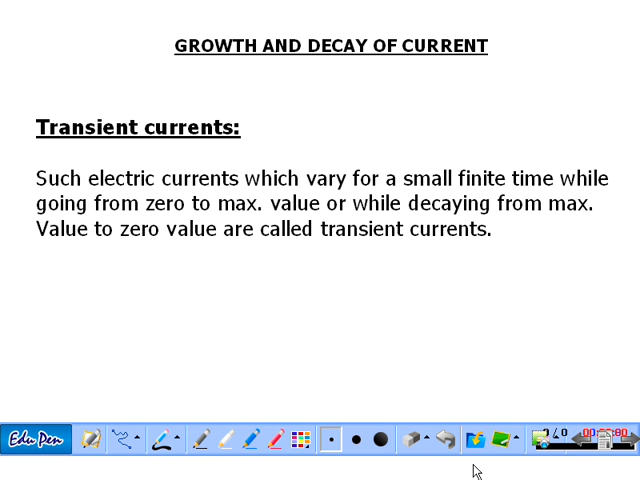 GROWTH AND DECAY OF CURRENT
Transient currents:
Such electric currents which vary for a small finite time while
going from zero to max. value or while decaying from max.
Value to zero value are called transient currents.
Edu Pen
0 / 0